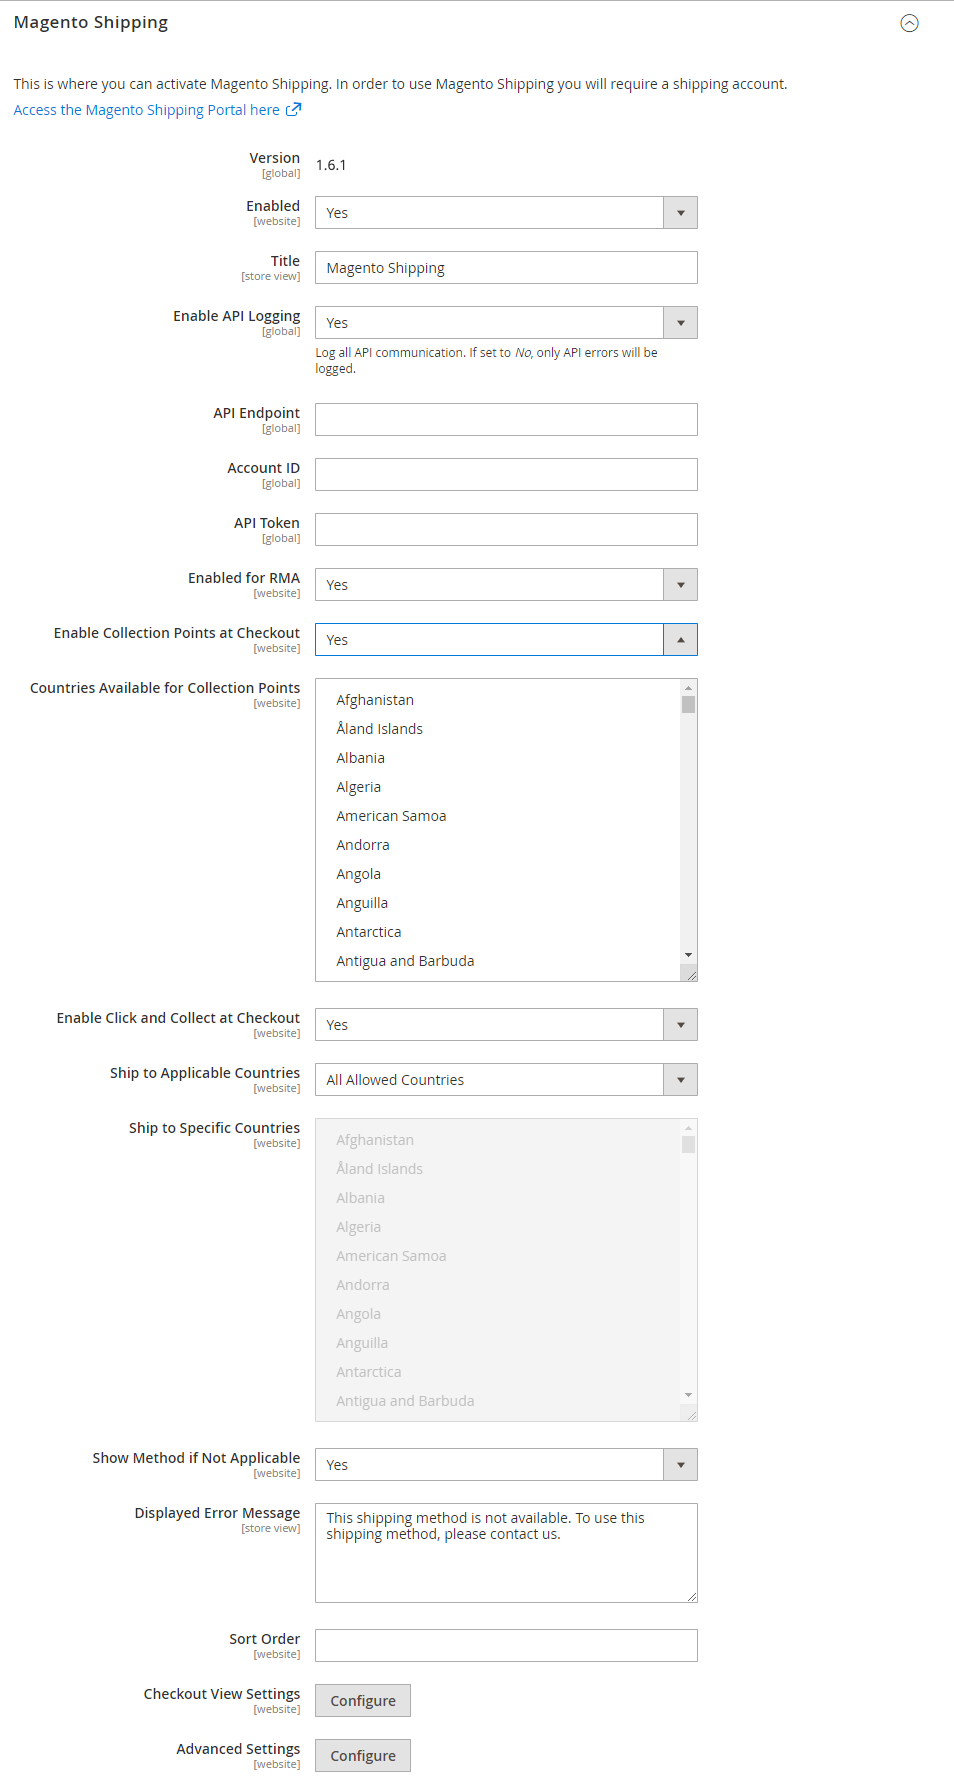 Magento Shipping
This is where you can activate Magento Shipping. In order to use Magento Shipping you will require a shipping account.
Access the Magento Shipping Portal here
Version
[global]
1.6.1
Enabled
[website]
Yes
Title
[store view]
Magento Shipping
Enable API Logging
[global]
Yes
Log all API communication. If set to No, only API errors will be
logged.
API Endpoint
[global]
Account ID
[global]
API Token
[global]
Enabled for RMA
[website]
Yes
Enable Collection Points at Checkout
[website]
Yes
Countries Available for Collection Points
[website]
Afghanistan
Åland Islands
Albania
Algeria
American Samoa
Andorra
Angola
Anguilla
Antarctica
Antigua and Barbuda
Enable Click and Collect at Checkout
[website]
Yes
Ship to Applicable Countries
[website]
All Allowed Countries
Ship to Specific Countries
[website]
Afghanistan
Åland Islands
Albania
Algeria
American Samoa
Andorra
Angola
Anguilla
Antarctica
Antigua and Barbuda
Show Method if Not Applicable
[website]
Yes
Displayed Error Message
[store view]
This shipping method is not available. To use this
shipping method, please contact us.
Sort Order
[website]
Checkout View Settings
[website]
Configure
Advanced Settings
[website]
Configure